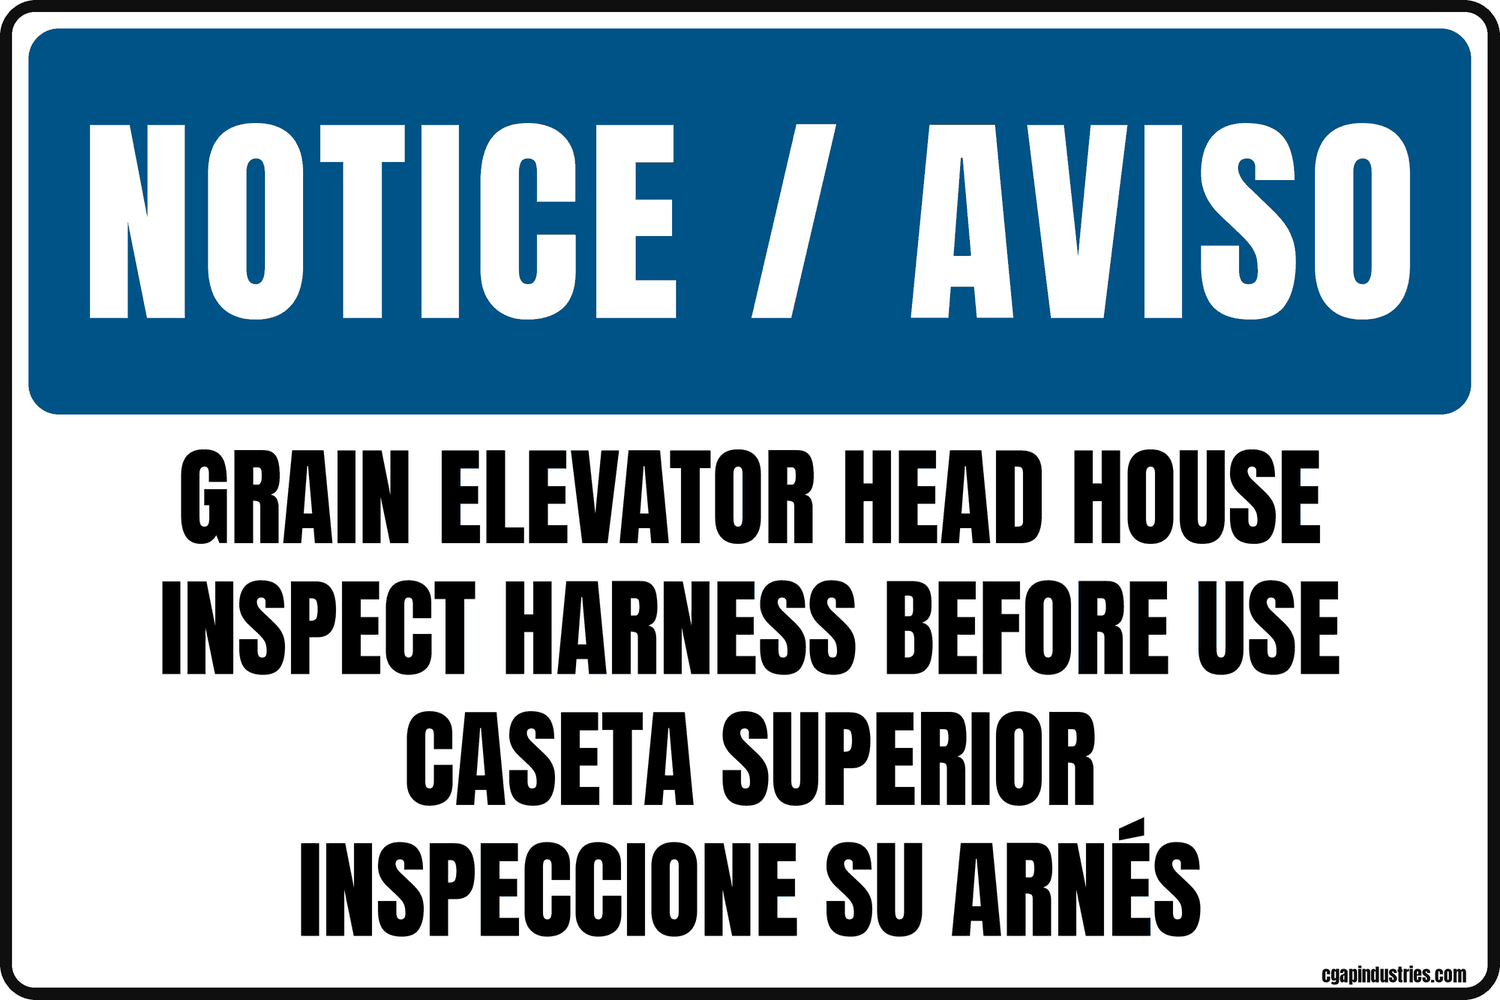 NOTICE / AVISO
GRAIN ELEVATOR HEAD HOUSE
INSPECT HARNESS BEFORE USE
CASETA SUPERIOR
INSPECCIONE SU ARNÉS
cgapindustries.com